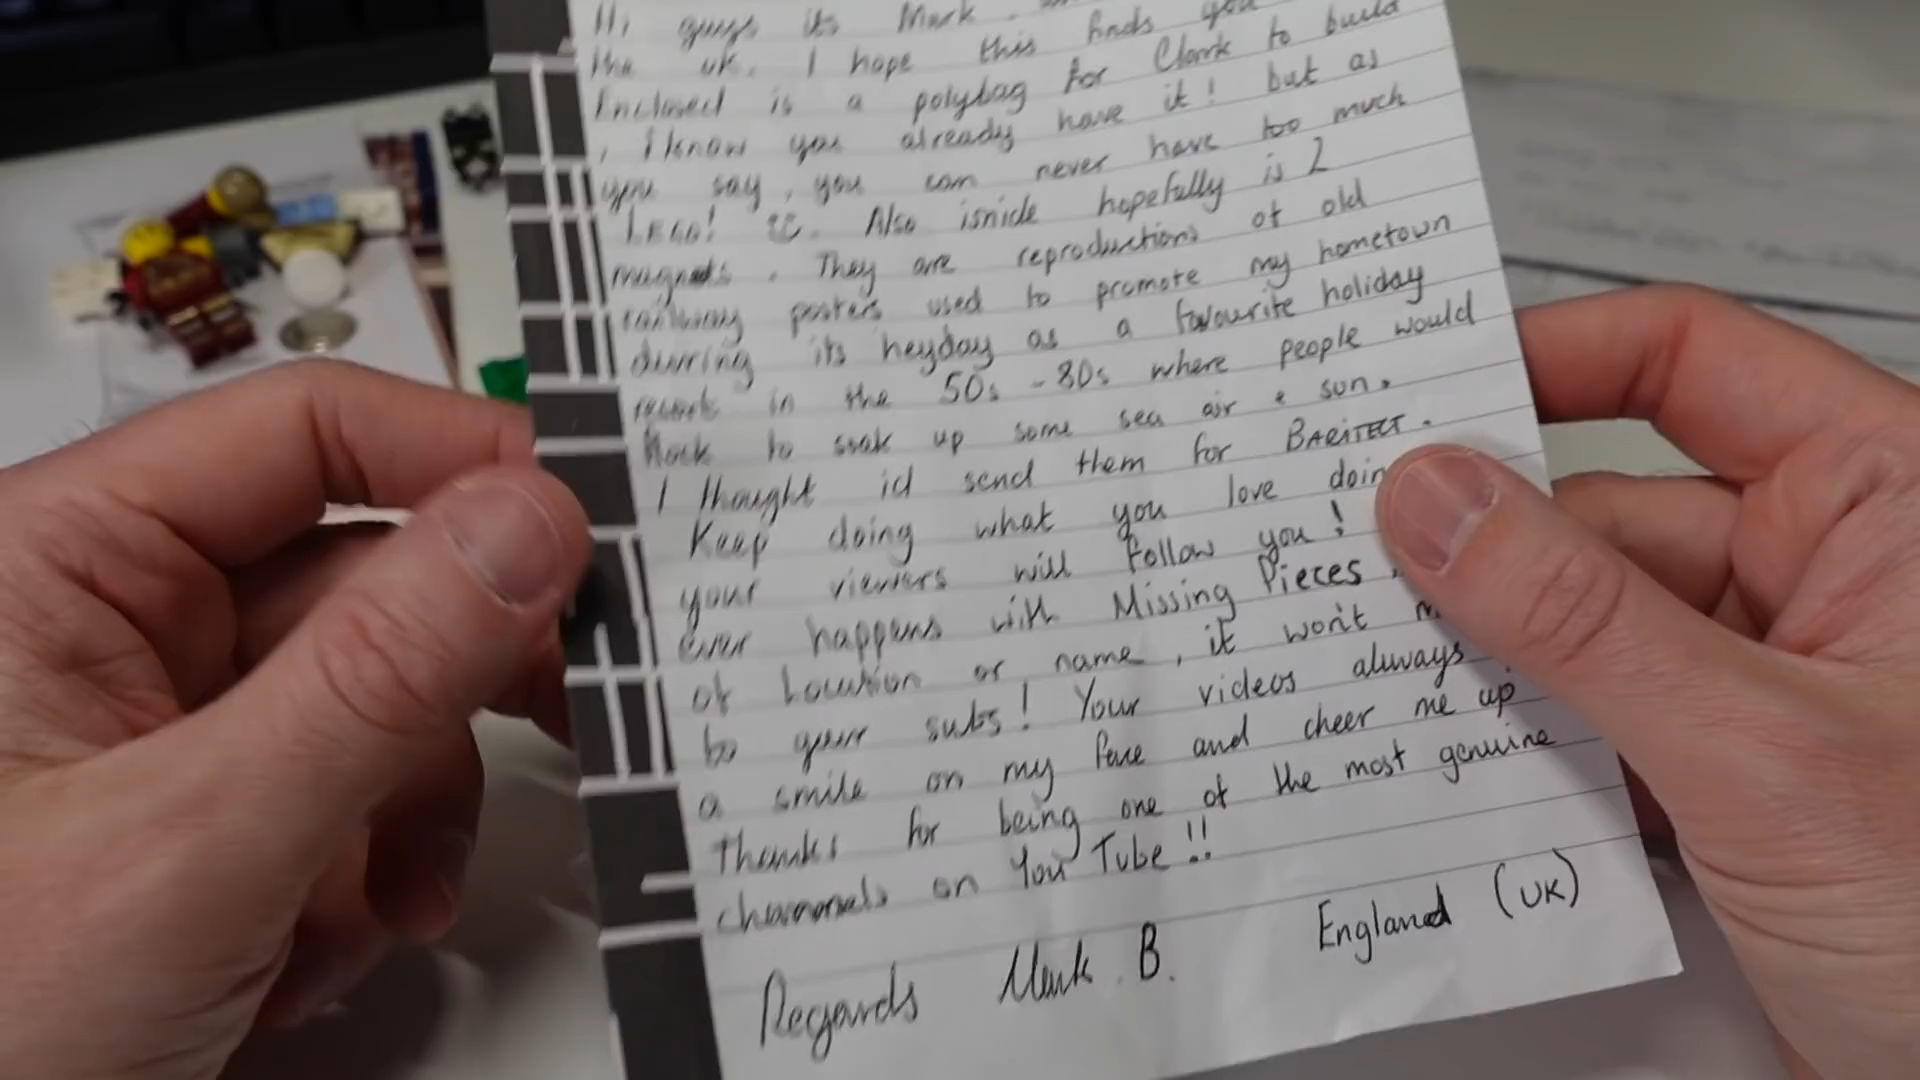 Hi guys its Mark.
the uk. I hope this finds you
Enclosed is a polybag for Clark to build
, i know you already have it! but as
you say, you can never have too much
LEGO! Also isnide hopefully is 2
magnets. They are reproductions of old
railway posters used to promote my hometown
durring its heyday as a favourite holiday
resort in the 50s - 80s where people would
flock to soak up some sea air & sun.
I thought id send them for BARITECT.
Keep doing what you love doin
your viewers will follow you!
ever happens with Missing Pieces
of Location or name, it won't m
to your subs! Your videos always
a smile on my face and cheer me up
thanks for being one of the most genuine
channels on YouTube!!
Regards Mark. B. England (UK)